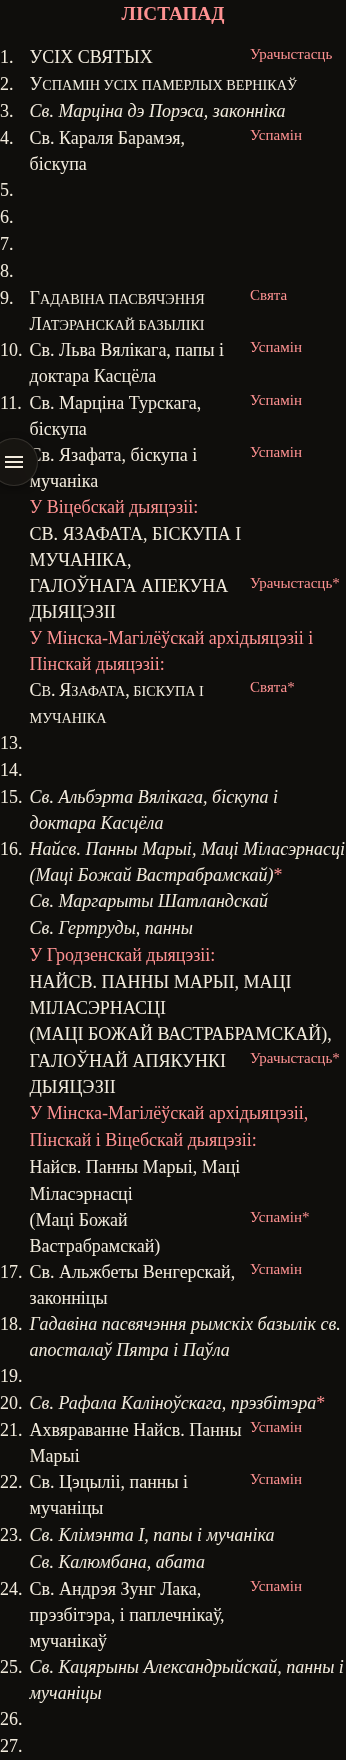 ЛІСТАПАД
1. УСІХ СВЯТЫХ Урачыстасць
2. Успамін усіх памерлых вернікаў
3. Св. Марціна дэ Порэса, законніка
4. Св. Караля Барамэя, Успамін
біскупа
5.
6.
7.
8.
9. Гадавіна пасвячэння Свята
Латэранскай базылікі
10. Св. Льва Вялікага, папы і Успамін
доктара Касцёла
11. Св. Марціна Турскага, Успамін
біскупа
Св. Язафата, біскупа і Успамін
мучаніка
У Віцебскай дыяцэзіі:
СВ. ЯЗАФАТА, БІСКУПА І
МУЧАНІКА,
ГАЛОЎНАГА АПЕКУНА Урачыстасць*
ДЫЯЦЭЗІІ
У Мінска-Магілёўскай архідыяцэзіі і
Пінскай дыяцэзіі:
Св. Язафата, біскупа і Свята*
мучаніка
13.
14.
15. Св. Альбэрта Вялікага, біскупа і
доктара Касцёла
16. Найсв. Панны Марыі, Маці Міласэрнасці
(Маці Божай Вастрабрамскай)*
Св. Маргарыты Шатландскай
Св. Гертруды, панны
У Гродзенскай дыяцэзіі:
НАЙСВ. ПАННЫ МАРЫІ, МАЦІ
МІЛАСЭРНАСЦІ
(МАЦІ БОЖАЙ ВАСТРАБРАМСКАЙ),
ГАЛОЎНАЙ АПЯКУНКІ Урачыстасць*
ДЫЯЦЭЗІІ
У Мінска-Магілёўскай архідыяцэзіі,
Пінскай і Віцебскай дыяцэзіі:
Найсв. Панны Марыі, Маці
Міласэрнасці
(Маці Божай Успамін*
Вастрабрамскай)
17. Св. Альжбеты Венгерскай, Успамін
законніцы
18. Гадавіна пасвячэння рымскіх базылік св.
апосталаў Пятра і Паўла
19.
20. Св. Рафала Каліноўскага, прэзбітэра*
21. Ахвяраванне Найсв. Панны Успамін
Марыі
22. Св. Цэцыліі, панны і Успамін
мучаніцы
23. Св. Клімэнта I, папы і мучаніка
Св. Калюмбана, абата
24. Св. Андрэя Зунг Лака, Успамін
прэзбітэра, і паплечнікаў,
мучанікаў
25. Св. Кацярыны Александрыйскай, панны і
мучаніцы
26.
27.